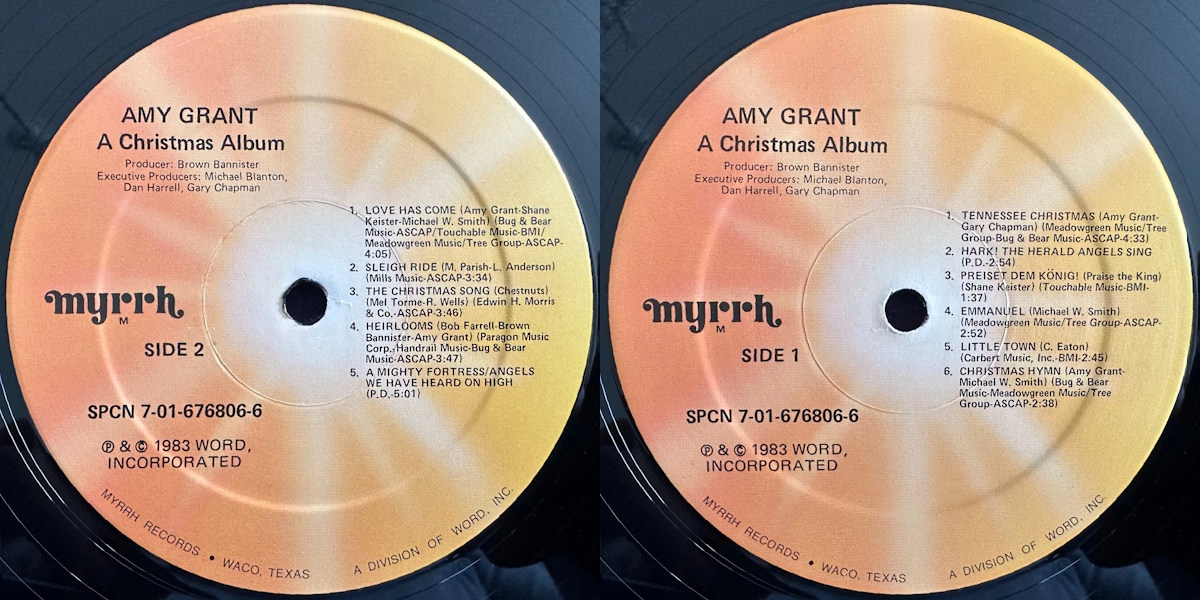 AMY GRANT
A Christmas Album
Producer: Brown Bannister
Executive Producers: Michael Blanton,
Dan Harrell, Gary Chapman
1. LOVE HAS COME (Amy Grant-Shane
Keister-Michael W. Smith) (Bug & Bear
Music-ASCAP/Touchable Music-BMI/
Meadowgreen Music/Tree Group-ASCAP-
4:05)
2. SLEIGH RIDE (M. Parish-L. Anderson)
(Mills Music-ASCAP-3:34)
3. THE CHRISTMAS SONG (Chestnuts)
(Mel Torme-R. Wells) (Edwin H. Morris
& Co.-ASCAP-3:46)
4. HEIRLOOMS (Bob Farrell-Brown
Bannister-Amy Grant) (Paragon Music
Corp./Handrail Music-Bug & Bear
Music-ASCAP-3:47)
5. A MIGHTY FORTRESS/ANGELS
WE HAVE HEARD ON HIGH
(P.D.-5:01)
myrrh
M
SIDE 2
SPCN 7-01-676806-6
℗ & © 1983 WORD,
INCORPORATED
MYRRH RECORDS • WACO, TEXAS A DIVISION OF WORD, INC.
AMY GRANT
A Christmas Album
Producer: Brown Bannister
Executive Producers: Michael Blanton,
Dan Harrell, Gary Chapman
1. TENNESSEE CHRISTMAS (Amy Grant-
Gary Chapman) (Meadowgreen Music/Tree
Group-Bug & Bear Music-ASCAP-4:33)
2. HARK! THE HERALD ANGELS SING
(P.D.-2:54)
3. PREISET DEM KÖNIG! (Praise the King)
(Shane Keister) (Touchable Music-BMI-
1:37)
4. EMMANUEL (Michael W. Smith)
(Meadowgreen Music/Tree Group-ASCAP-
2:52)
5. LITTLE TOWN (C. Eaton)
(Carbert Music, Inc.-BMI-2:45)
6. CHRISTMAS HYMN (Amy Grant-
Michael W. Smith) (Bug & Bear
Music-Meadowgreen Music/Tree
Group-ASCAP-2:38)
myrrh
M
SIDE 1
SPCN 7-01-676806-6
℗ & © 1983 WORD,
INCORPORATED
MYRRH RECORDS • WACO, TEXAS A DIVISION OF WORD, INC.